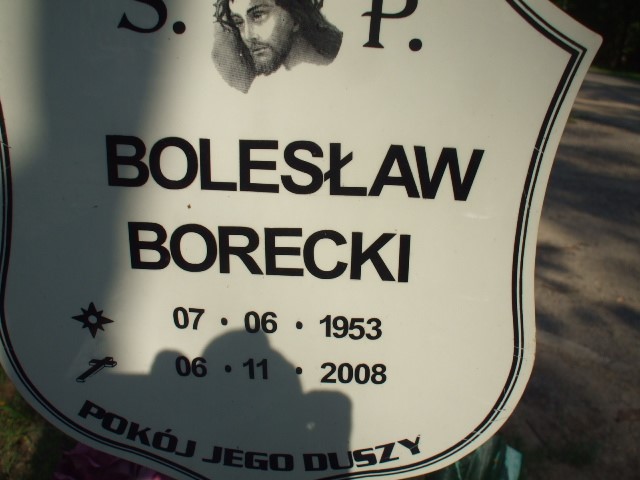 Ś. P.
BOLESŁAW
BORECKI
07 • 06 • 1953
06 • 11 • 2008
POKÓJ JEGO DUSZY